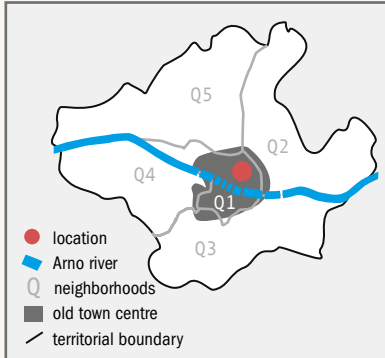 Q5
Q2
Q4
Q1
Q3
location
Arno river
Q neighborhoods
old town centre
territorial boundary